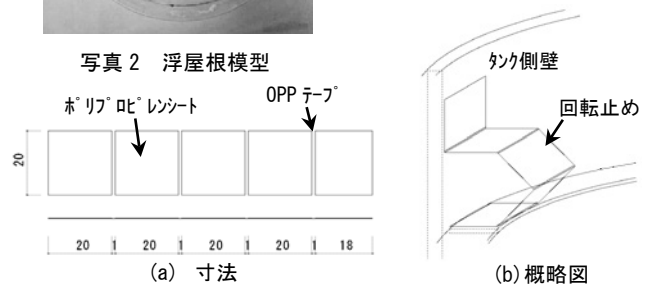 写真 2 浮屋根模型
ﾎﾟﾘﾌﾟﾛﾋﾟﾚﾝｼｰﾄ
OPP ﾃｰﾌﾟ
20
20 1 20 1 20 1 20 1 18
(a) 寸法
ﾀﾝｸ側壁
回転止め
(b) 概略図